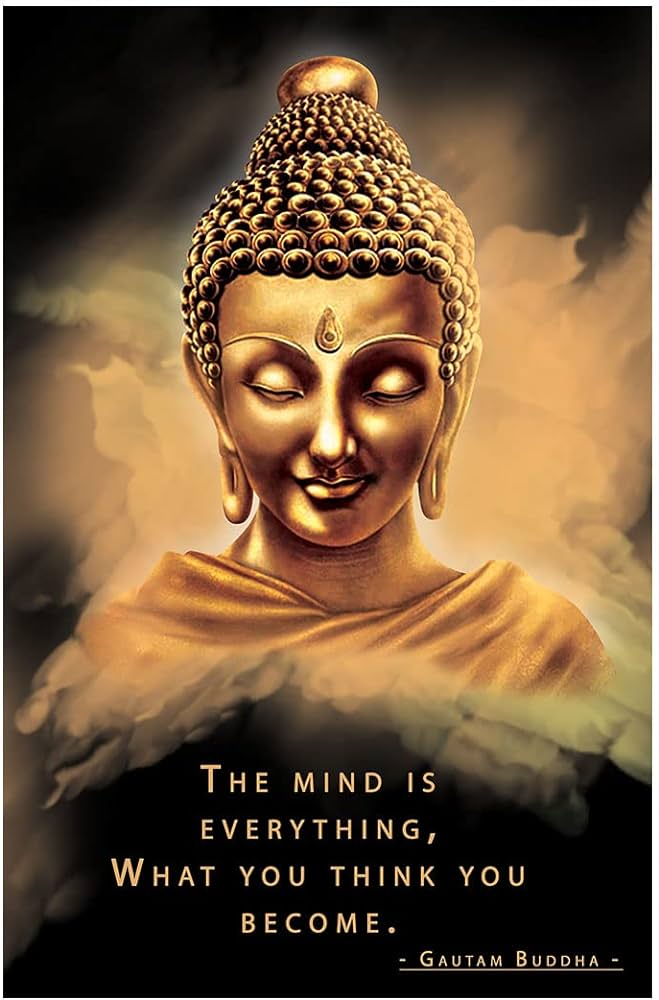 The mind is
everything,
What you think you
become.
- Gautam Buddha -